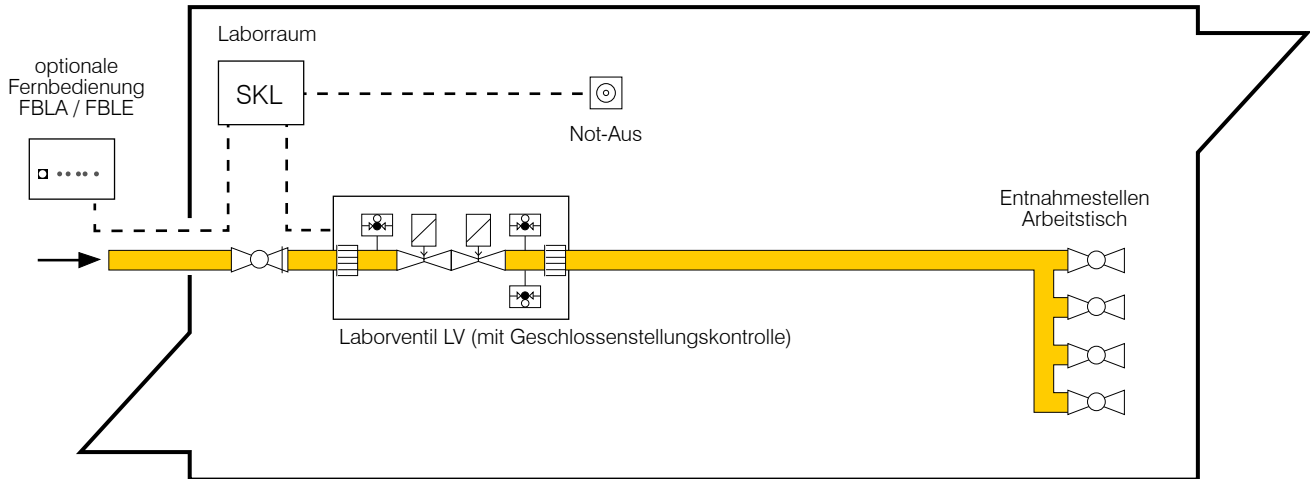 Laborraum
optionale
Fernbedienung
FBLA / FBLE
SKL
Not-Aus
Entnahmestellen
Arbeitstisch
Laborventil LV (mit Geschlossenstellungskontrolle)